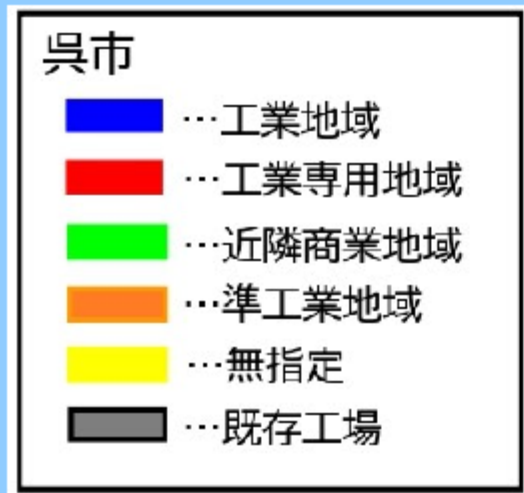 呉市
…工業地域
…工業専用地域
…近隣商業地域
…準工業地域
…無指定
…既存工場